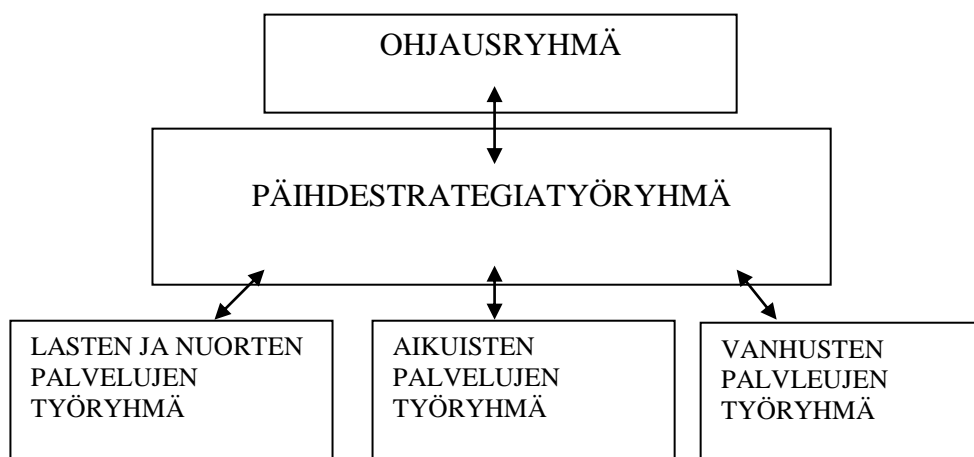 OHJAUSRYHMÄ
PÄIHDESTRATEGIATYÖRYHMÄ
LASTEN JA NUORTEN
PALVELUJEN
TYÖRYHMÄ
AIKUISTEN
PALVELUJEN
TYÖRYHMÄ
VANHUSTEN
PALVLEUJEN
TYÖRYHMÄ